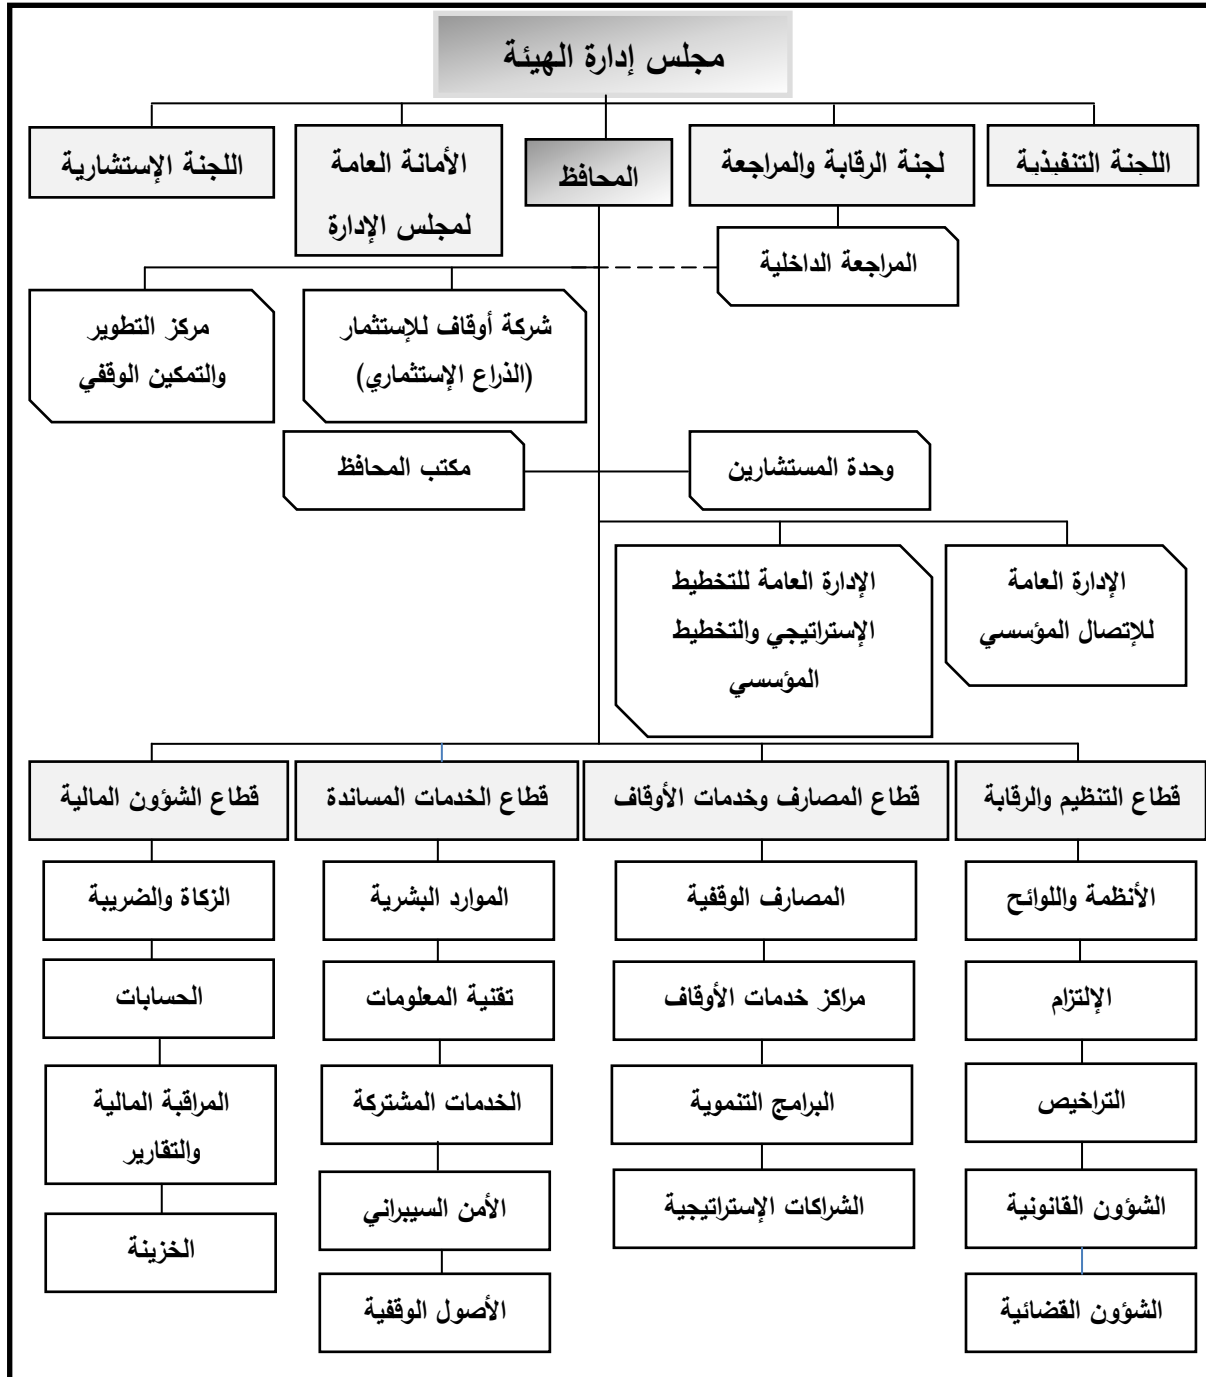 مجلس إدارة الهيئة
اللجنة التنفيذية
لجنة الرقابة والمراجعة
المحافظ
الأمانة العامة
لمجلس الإدارة
اللجنة الإستشارية
المراجعة الداخلية
شركة أوقاف للإستثمار
(الذراع الإستثماري)
مركز التطوير
والتمكين الوقفي
وحدة المستشارين
مكتب المحافظ
الإدارة العامة
للإتصال المؤسسي
الإدارة العامة للتخطيط
الإستراتيجي والتخطيط
المؤسسي
قطاع التنظيم والرقابة
قطاع المصارف وخدمات الأوقاف
قطاع الخدمات المساندة
قطاع الشؤون المالية
الأنظمة واللوائح
المصارف الوقفية
الموارد البشرية
الزكاة والضريبة
الإلتزام
مراكز خدمات الأوقاف
تقنية المعلومات
الحسابات
التراخيص
البرامج التنموية
الخدمات المشتركة
المراقبة المالية
والتقارير
الشؤون القانونية
الشراكات الإستراتيجية
الأمن السيبراني
الخزينة
الشؤون القضائية
الأصول الوقفية